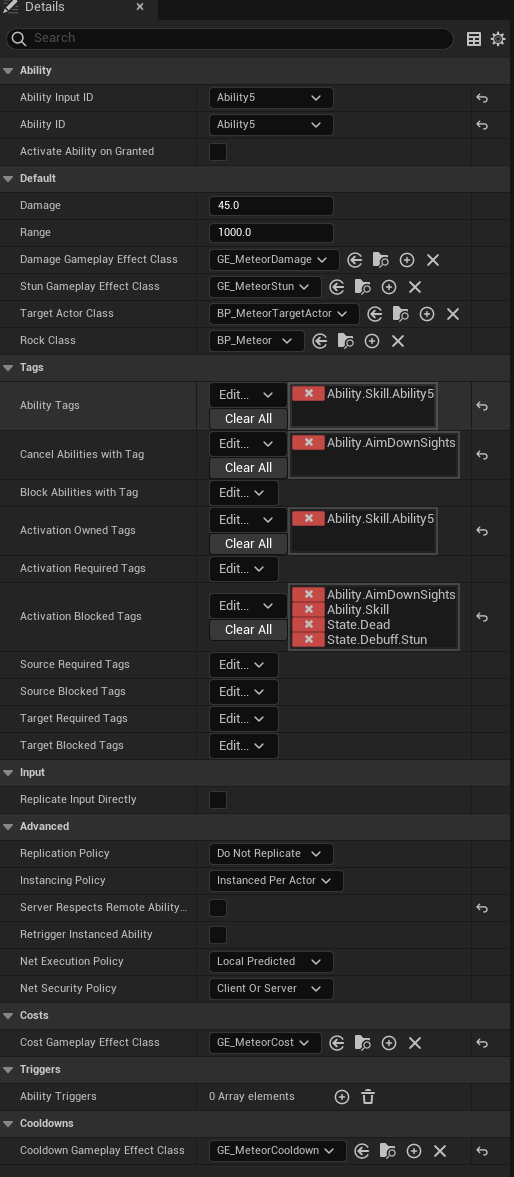 Details
Search
Ability
Ability Input ID Ability5
Ability ID Ability5
Activate Ability on Granted
Default
Damage 45.0
Range 1000.0
Damage Gameplay Effect Class GE_MeteorDamage
Stun Gameplay Effect Class GE_MeteorStun
Target Actor Class BP_MeteorTargetActor
Rock Class BP_Meteor
Tags
Ability Tags Edit... Clear All Ability.Skill.Ability5
Cancel Abilities with Tag Edit... Clear All Ability.AimDownSights
Block Abilities with Tag Edit...
Activation Owned Tags Edit... Clear All Ability.Skill.Ability5
Activation Required Tags Edit...
Activation Blocked Tags Edit... Clear All
Ability.AimDownSights
Ability.Skill
State.Dead
State.Debuff.Stun
Source Required Tags Edit...
Source Blocked Tags Edit...
Target Required Tags Edit...
Target Blocked Tags Edit...
Input
Replicate Input Directly
Advanced
Replication Policy Do Not Replicate
Instancing Policy Instanced Per Actor
Server Respects Remote Ability...
Retrigger Instanced Ability
Net Execution Policy Local Predicted
Net Security Policy Client Or Server
Costs
Cost Gameplay Effect Class GE_MeteorCost
Triggers
Ability Triggers 0 Array elements
Cooldowns
Cooldown Gameplay Effect Class GE_MeteorCooldown